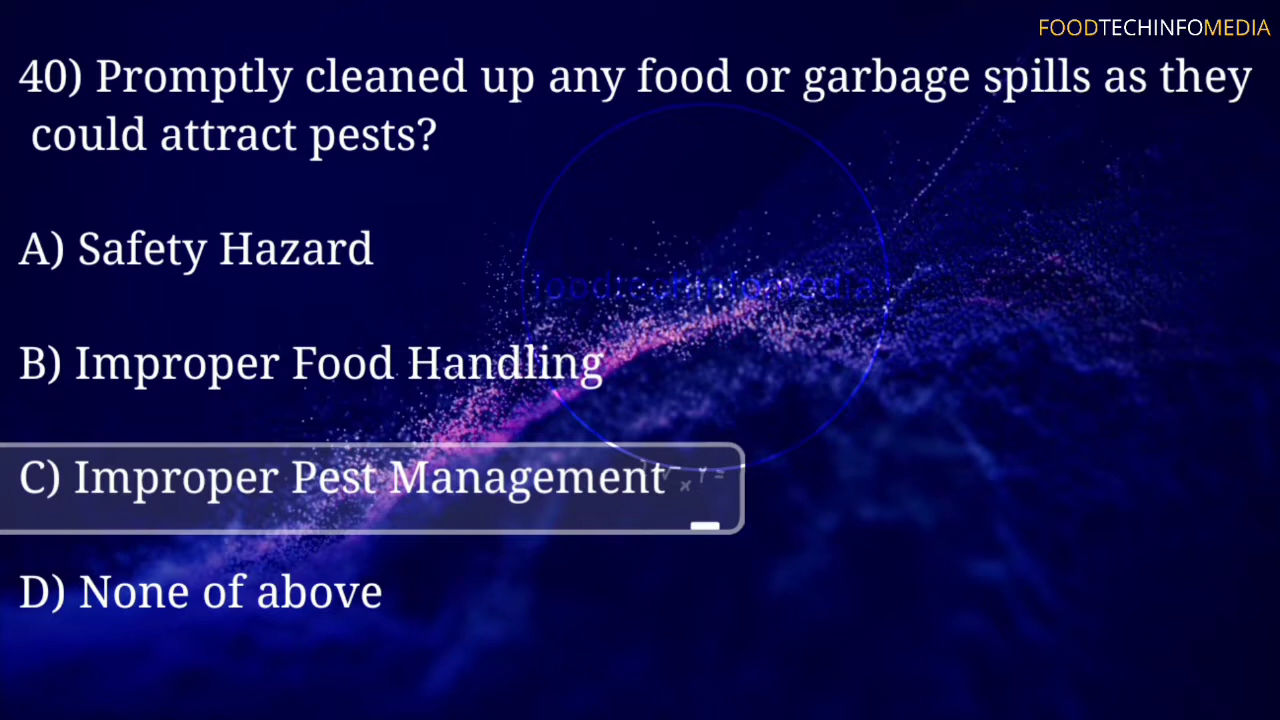 FOODTECHINFOMEDIA
40) Promptly cleaned up any food or garbage spills as they
could attract pests?
A) Safety Hazard
B) Improper Food Handling
C) Improper Pest Management
D) None of above